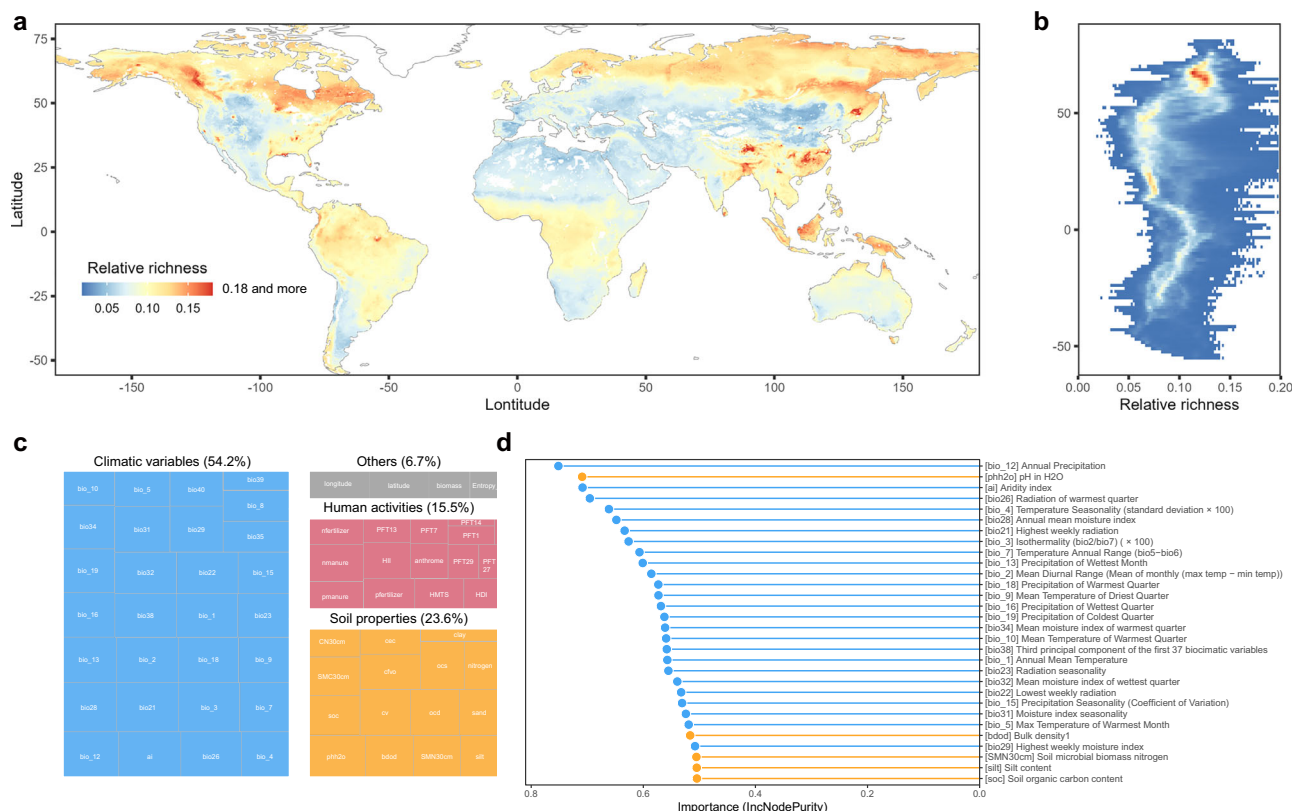 a
75
50
25
0
-25
-50
Latitude
-150
-100
-50
0
50
100
150
Lontitude
Relative richness
0.05
0.10
0.15
0.18 and more
b
50
0
-50
0.00
0.05
0.10
0.15
0.20
Relative richness
c
Climatic variables (54.2%)
bio_10
bio_5
bio40
bio39
bio_8
bio34
bio31
bio29
bio35
bio_19
bio32
bio22
bio_15
bio_16
bio38
bio_1
bio23
bio_13
bio_2
bio_18
bio_9
bio28
bio21
bio_3
bio_7
bio_12
ai
bio26
bio_4
Others (6.7%)
longitude
latitude
biomass
Entropy
Human activities (15.5%)
nfertilizer
PFT13
PFT7
PFT14
PFT1
nmanure
HII
anthrome
PFT29
PFT
27
pmanure
pfertilizer
HMTS
HDI
Soil properties (23.6%)
CN30cm
cec
clay
SMC30cm
cfvo
ocs
nitrogen
soc
cv
ocd
sand
phh2o
bdod
SMN30cm
silt
d
[bio_12] Annual Precipitation
[phh2o] pH in H2O
[ai] Aridity index
[bio26] Radiation of warmest quarter
[bio_4] Temperature Seasonality (standard deviation × 100)
[bio28] Annual mean moisture index
[bio21] Highest weekly radiation
[bio_3] Isothermality (bio2/bio7) ( × 100)
[bio_7] Temperature Annual Range (bio5−bio6)
[bio_13] Precipitation of Wettest Month
[bio_2] Mean Diurnal Range (Mean of monthly (max temp − min temp))
[bio_18] Precipitation of Warmest Quarter
[bio_9] Mean Temperature of Driest Quarter
[bio_16] Precipitation of Wettest Quarter
[bio_19] Precipitation of Coldest Quarter
[bio34] Mean moisture index of warmest quarter
[bio_10] Mean Temperature of Warmest Quarter
[bio38] Third principal component of the first 37 biocimatic variables
[bio_1] Annual Mean Temperature
[bio23] Radiation seasonality
[bio32] Mean moisture index of wettest quarter
[bio22] Lowest weekly radiation
[bio_15] Precipitation Seasonality (Coefficient of Variation)
[bio31] Moisture index seasonality
[bio_5] Max Temperature of Warmest Month
[bdod] Bulk density1
[bio29] Highest weekly moisture index
[SMN30cm] Soil microbial biomass nitrogen
[silt] Silt content
[soc] Soil organic carbon content
0.8
0.6
0.4
0.2
0.0
Importance (IncNodePurity)